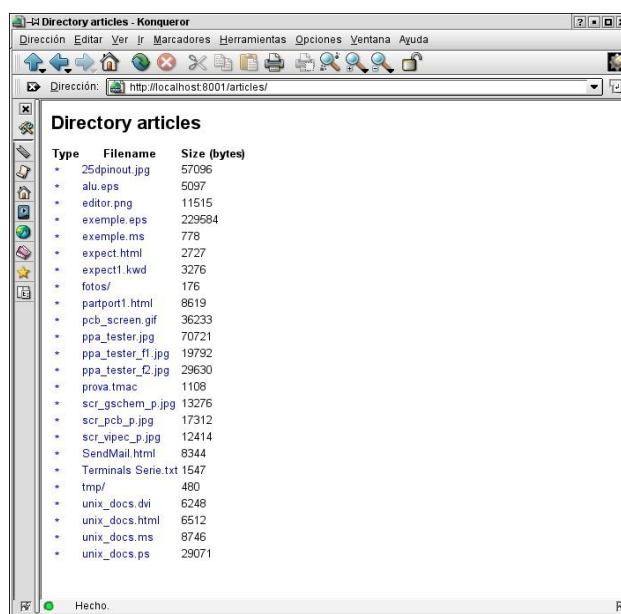 Directory articles - Konqueror
Dirección Editar Ver Ir Marcadores Herramientas Opciones Ventana Ayuda
Dirección: http://localhost:8001/articles/
Directory articles
Type Filename Size (bytes)
* 25dpinout.jpg 57096
* alu.eps 5097
* editor.png 11515
* exemple.eps 229584
* exemple.ms 778
* expect.html 2727
* expect1.kwd 3276
* fotos/ 176
* partport1.html 8619
* pcb_screen.gif 36233
* ppa_tester.jpg 70721
* ppa_tester_f1.jpg 19792
* ppa_tester_f2.jpg 29630
* prova.tmac 1108
* scr_gschem_p.jpg 13276
* scr_pcb_p.jpg 17312
* scr_vipec_p.jpg 12414
* SendMail.html 8344
* Terminals Serie.txt 1547
* tmp/ 480
* unix_docs.dvi 6248
* unix_docs.html 6512
* unix_docs.ms 8746
* unix_docs.ps 29071
Hecho.